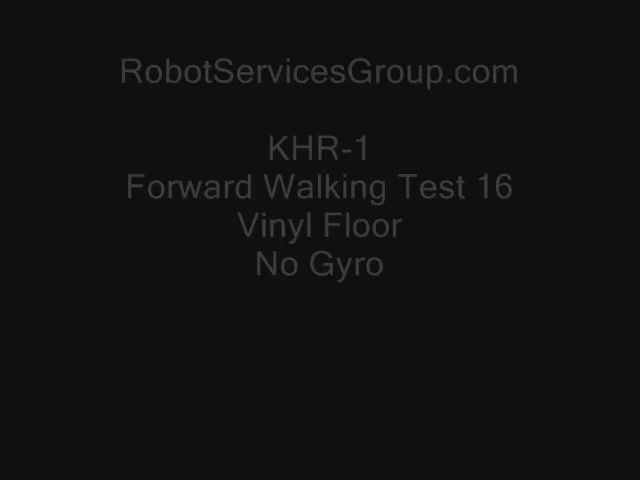 RobotServicesGroup.com
KHR-1
Forward Walking Test 16
Vinyl Floor
No Gyro